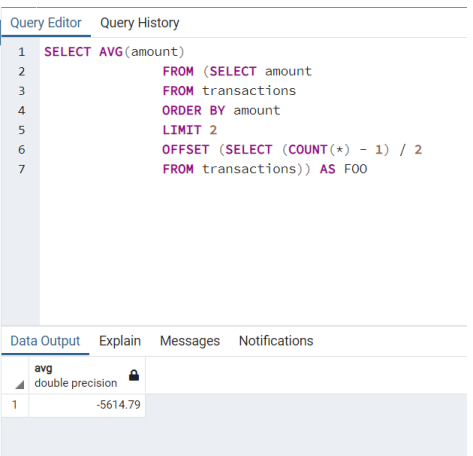 Query Editor Query History
1 SELECT AVG(amount)
2 FROM (SELECT amount
3 FROM transactions
4 ORDER BY amount
5 LIMIT 2
6 OFFSET (SELECT (COUNT(*) - 1) / 2
7 FROM transactions)) AS FOO
Data Output Explain Messages Notifications
avg
double precision
1 -5614.79